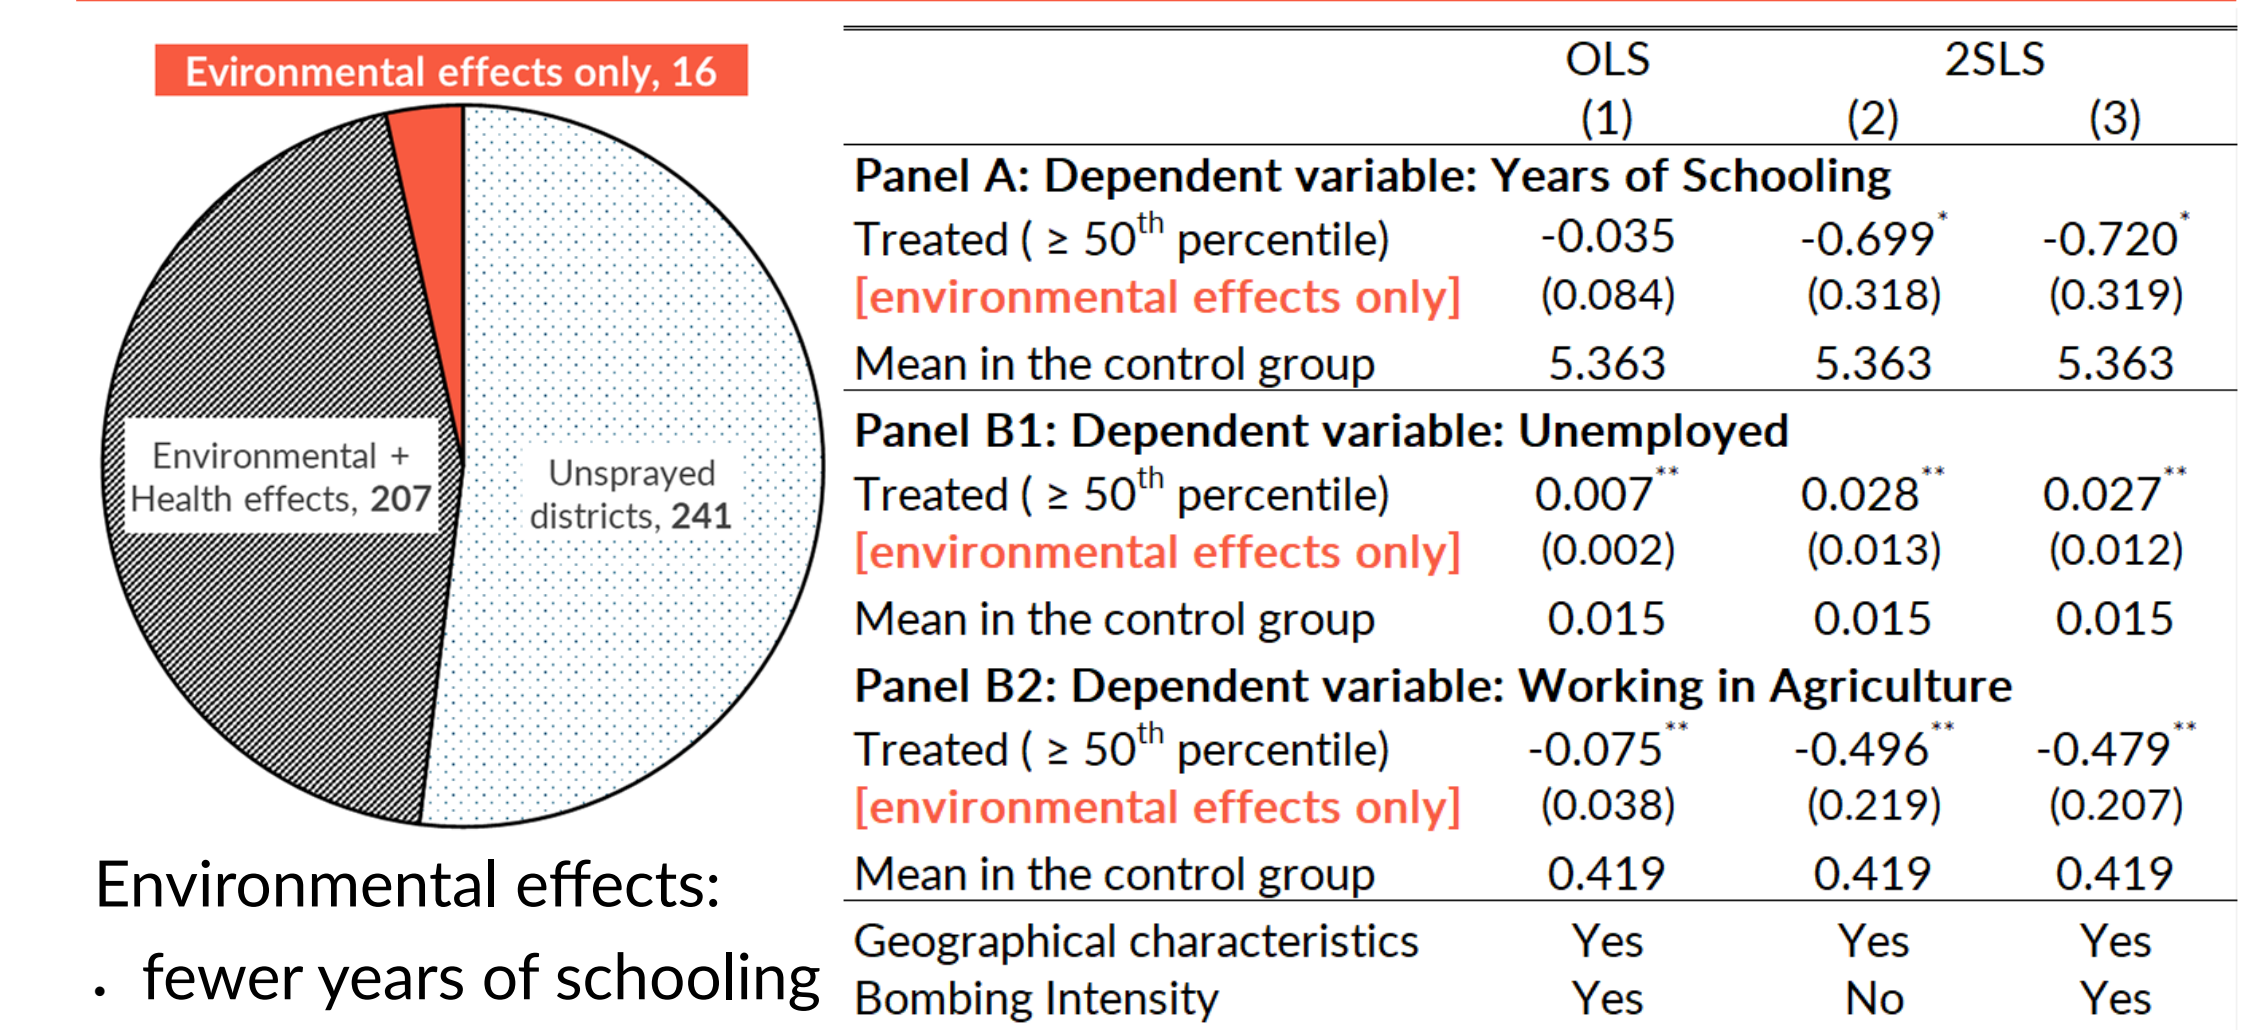 Evironmental effects only, 16
Environmental +
Health effects, 207
Unsprayed
districts, 241
Environmental effects:
• fewer years of schooling
OLS 2SLS
(1) (2) (3)
Panel A: Dependent variable: Years of Schooling
Treated ( ≥ 50th percentile) -0.035 -0.699* -0.720*
[environmental effects only] (0.084) (0.318) (0.319)
Mean in the control group 5.363 5.363 5.363
Panel B1: Dependent variable: Unemployed
Treated ( ≥ 50th percentile) 0.007** 0.028** 0.027**
[environmental effects only] (0.002) (0.013) (0.012)
Mean in the control group 0.015 0.015 0.015
Panel B2: Dependent variable: Working in Agriculture
Treated ( ≥ 50th percentile) -0.075** -0.496** -0.479**
[environmental effects only] (0.038) (0.219) (0.207)
Mean in the control group 0.419 0.419 0.419
Geographical characteristics Yes Yes Yes
Bombing Intensity Yes No Yes